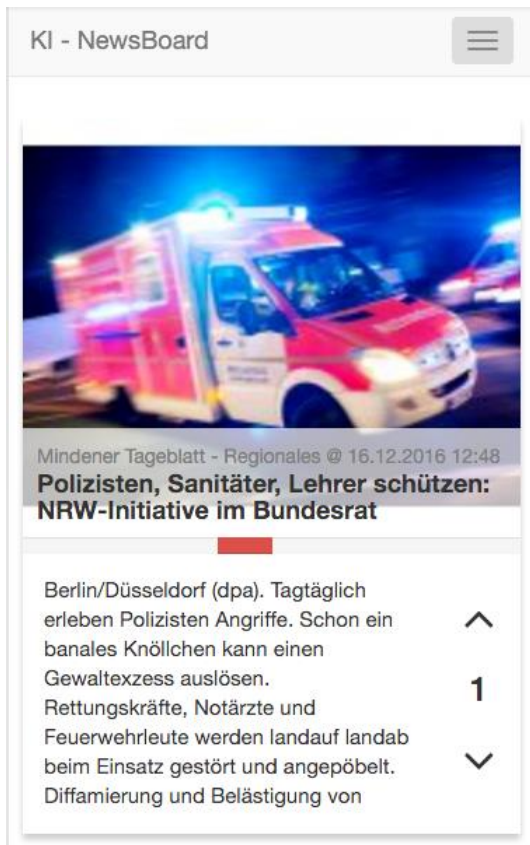 KI - NewsBoard
Mindener Tageblatt - Regionales @ 16.12.2016 12:48
Polizisten, Sanitäter, Lehrer schützen:
NRW-Initiative im Bundesrat
Berlin/Düsseldorf (dpa). Tagtäglich
erleben Polizisten Angriffe. Schon ein
banales Knöllchen kann einen
Gewaltexzess auslösen.
Rettungskräfte, Notärzte und
Feuerwehrleute werden landauf landab
beim Einsatz gestört und angepöbelt.
Diffamierung und Belästigung von
1